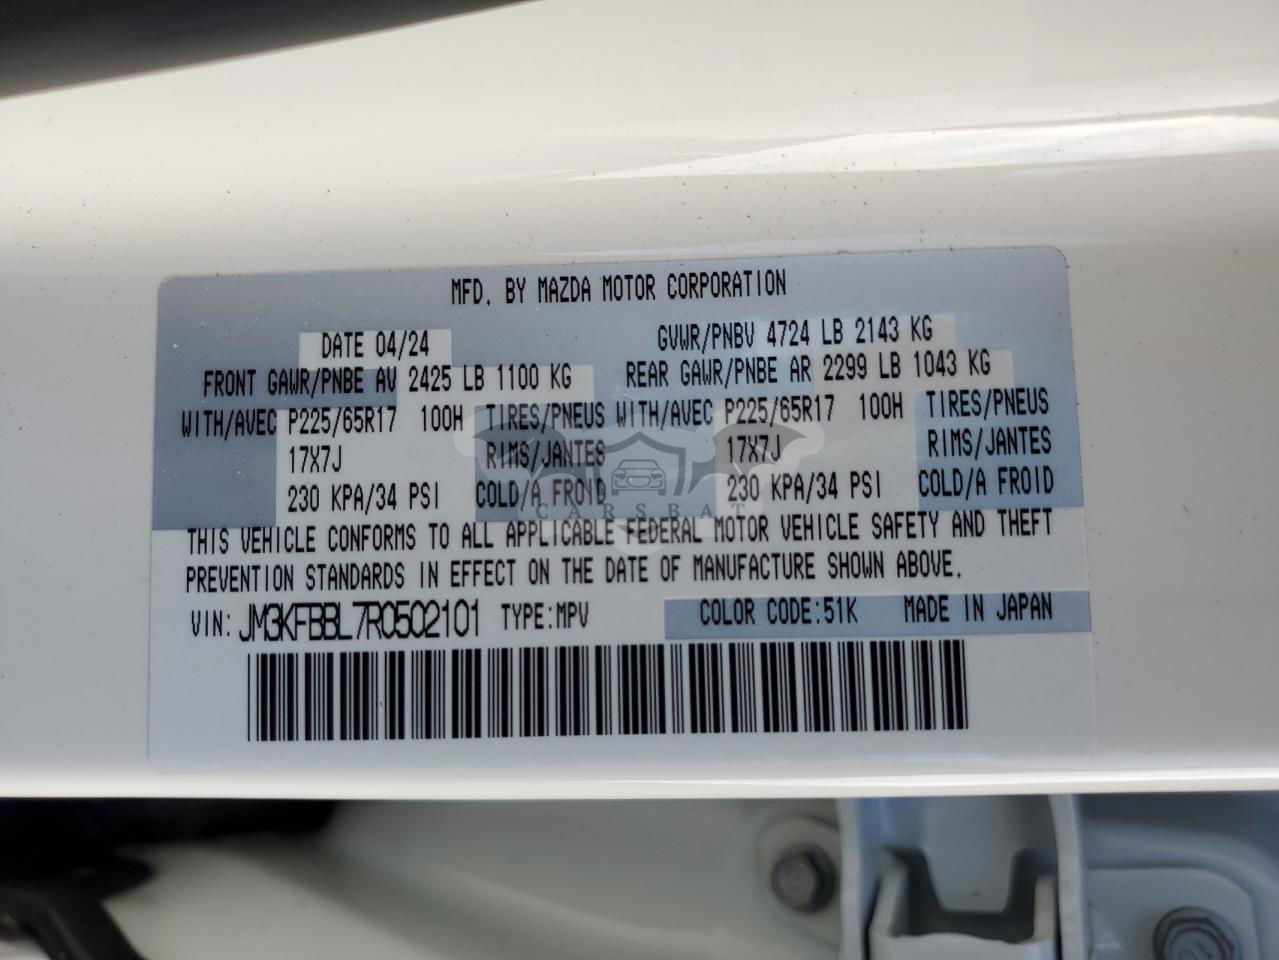 MFD. BY MAZDA MOTOR CORPORATION
DATE 04/24 GVWR/PNBV 4724 LB 2143 KG
FRONT GAWR/PNBE AV 2425 LB 1100 KG REAR GAWR/PNBE AR 2299 LB 1043 KG
WITH/AVEC P225/65R17 100H TIRES/PNEUS WITH/AVEC P225/65R17 100H TIRES/PNEUS
17X7J RIMS/JANTES 17X7J RIMS/JANTES
230 KPA/34 PSI COLD/A FROID 230 KPA/34 PSI COLD/A FROID
CARSBAT
THIS VEHICLE CONFORMS TO ALL APPLICABLE FEDERAL MOTOR VEHICLE SAFETY AND THEFT
PREVENTION STANDARDS IN EFFECT ON THE DATE OF MANUFACTURE SHOWN ABOVE.
VIN: JM3KFBBL7R0502101 TYPE:MPV COLOR CODE:51K MADE IN JAPAN